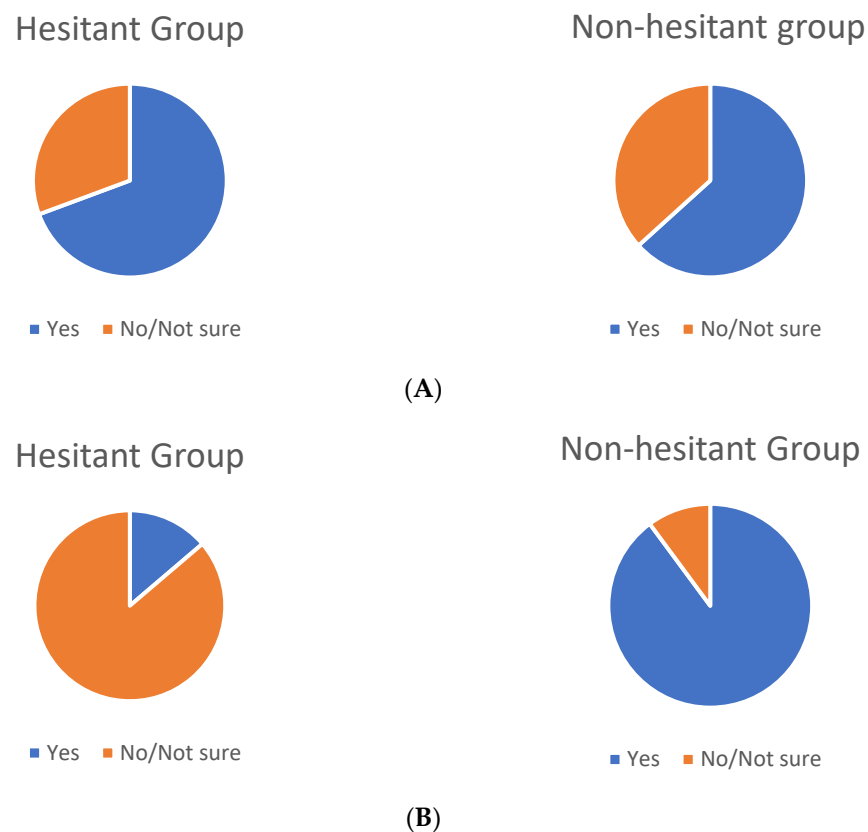 Hesitant Group
Non-hesitant group
Yes No/Not sure
Yes No/Not sure
(A)
Hesitant Group
Non-hesitant Group
Yes No/Not sure
Yes No/Not sure
(B)